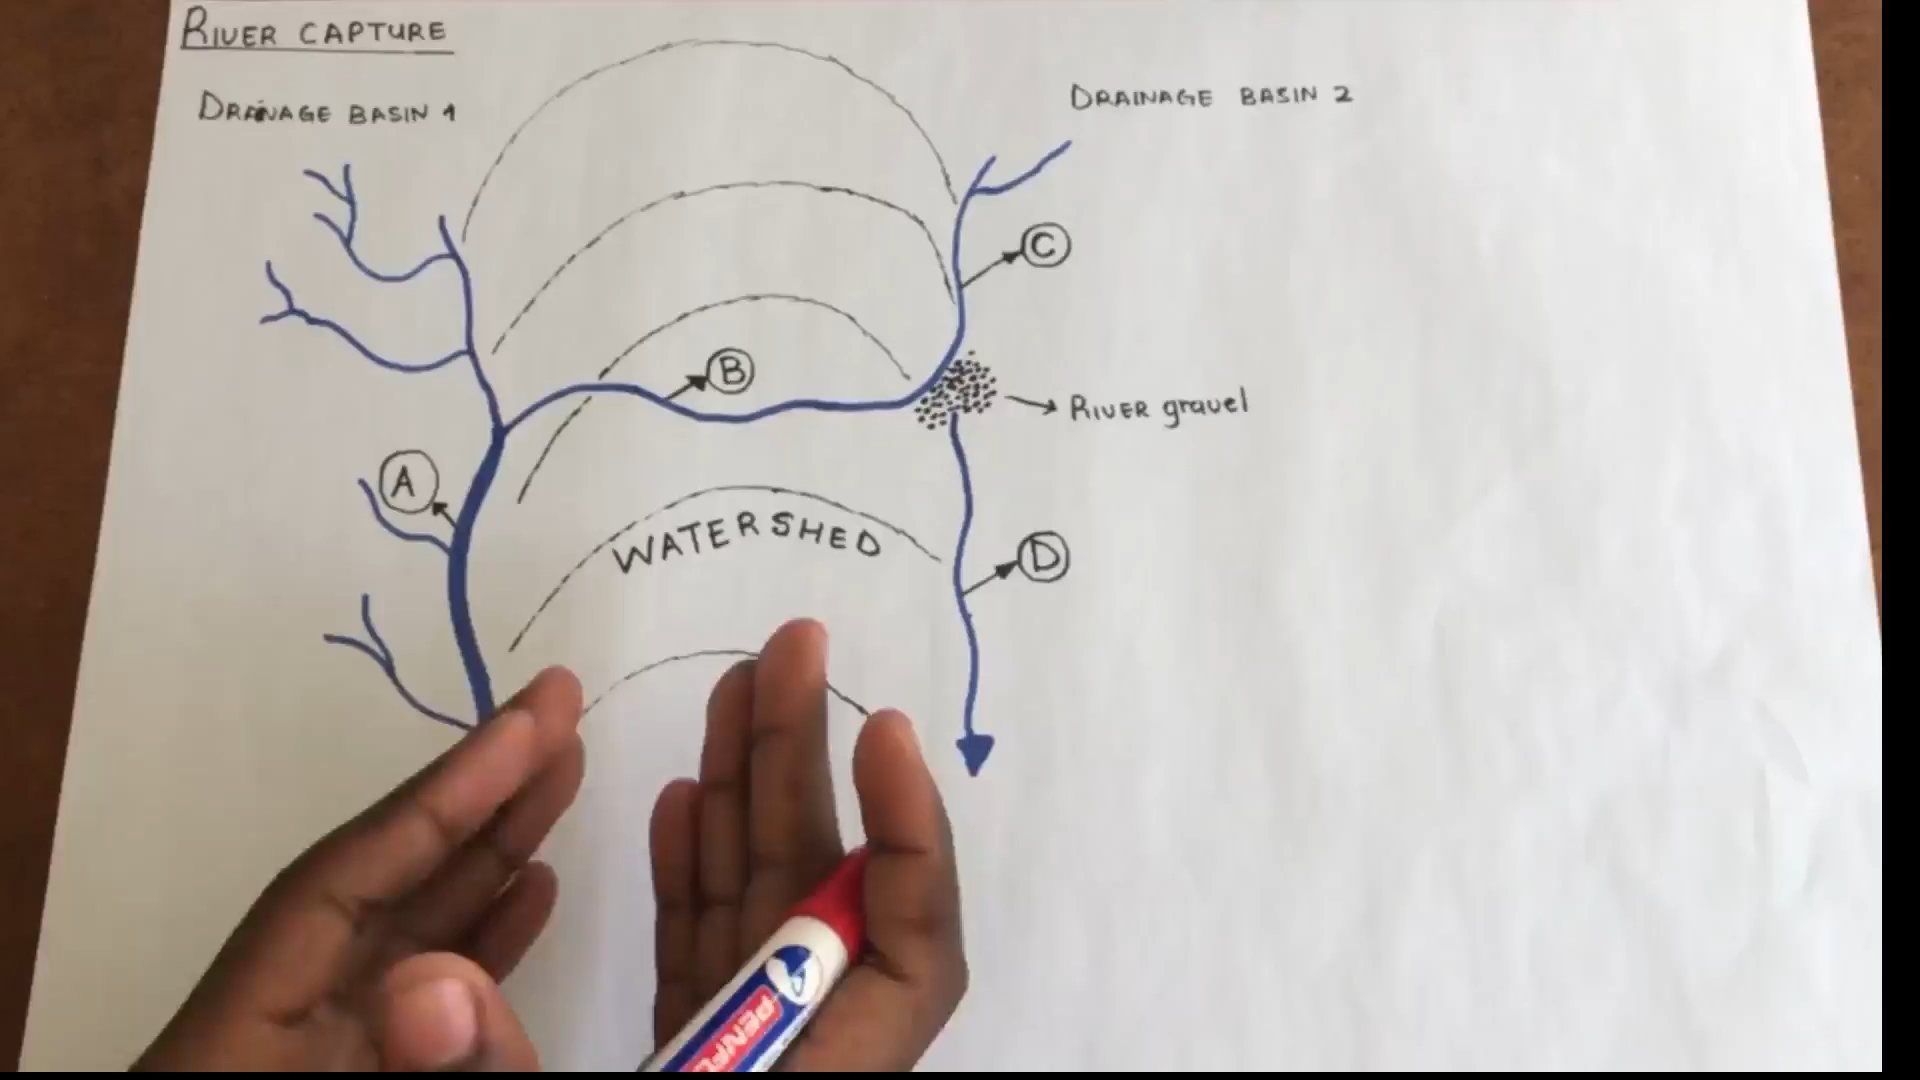 RIVER CAPTURE
DRAINAGE BASIN 1
DRAINAGE BASIN 2
C
B
RIVER gravel
A
WATERSHED
D